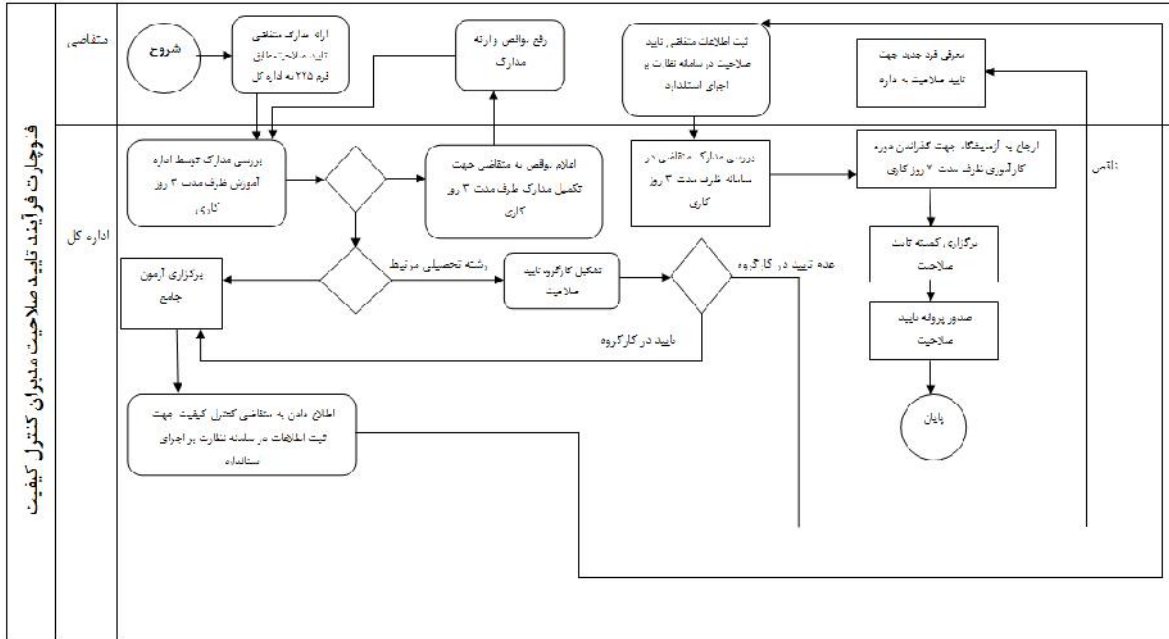 فلوچارت فرآیند تایید صلاحیت مدیران کنترل کیفیت
متقاضی
شروع
ارائه مدارک متقاضی
تایید صلاحیت مطابق
فرم ۲۲۵ به اداره کل
رفع نواقص و ارئه
مدارک
ثبت اطلاعات متقاضی تایید
صلاحیت در سامانه نظارت بر
اجرای استاندارد
معرفی فرد جدید جهت
تایید صلاحیت به اداره
اداره کل
بررسی مدارک توسط اداره
آموزش ظرف مدت ۳ روز
کاری
اعلام نواقص به متقاضی جهت
تکمیل مدارک ظرف مدت ۳ روز
کاری
بررسی مدارک متقاضی در
سامانه ظرف مدت ۳ روز
کاری
ارجاع به آزمایشگاه جهت گذراندن دوره
کارآموزی ظرف مدت ۷ روز کاری
ناقص
برگزاری آزمون
جامع
رشته تحصیلی مرتبط
تشکیل کارگروه تایید
صلاحیت
عدم تایید در کارگروه
برگزاری کمیته تایید
صلاحیت
تایید در کارگروه
صدور پروانه تایید
صلاحیت
اطلاع دادن به متقاضی کنترل کیفیت جهت
ثبت اطلاعات در سامانه نظارت بر اجرای
استاندارد
پایان